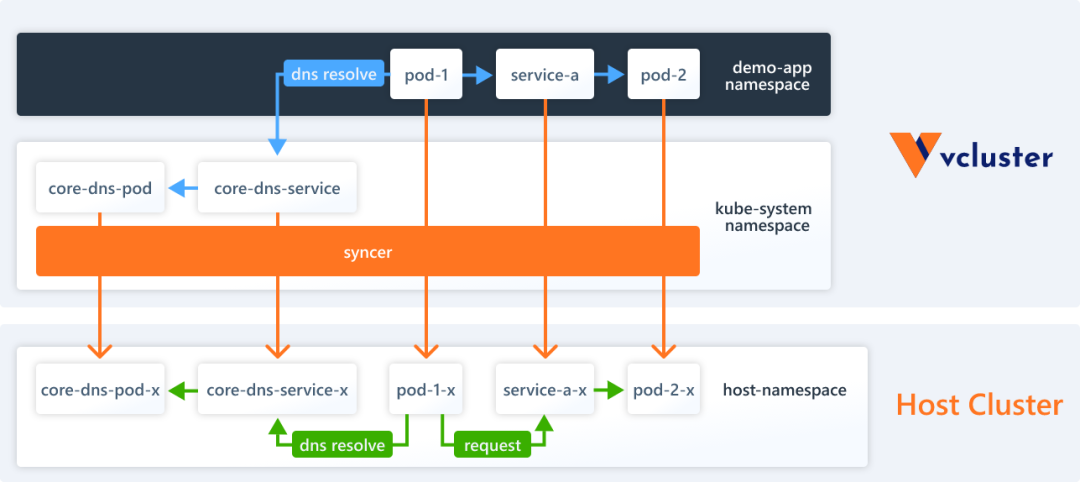 dns resolve
pod-1
service-a
pod-2
demo-app
namespace
vcluster
core-dns-pod
core-dns-service
kube-system
namespace
syncer
core-dns-pod-x
core-dns-service-x
pod-1-x
service-a-x
pod-2-x
host-namespace
Host Cluster
dns resolve
request